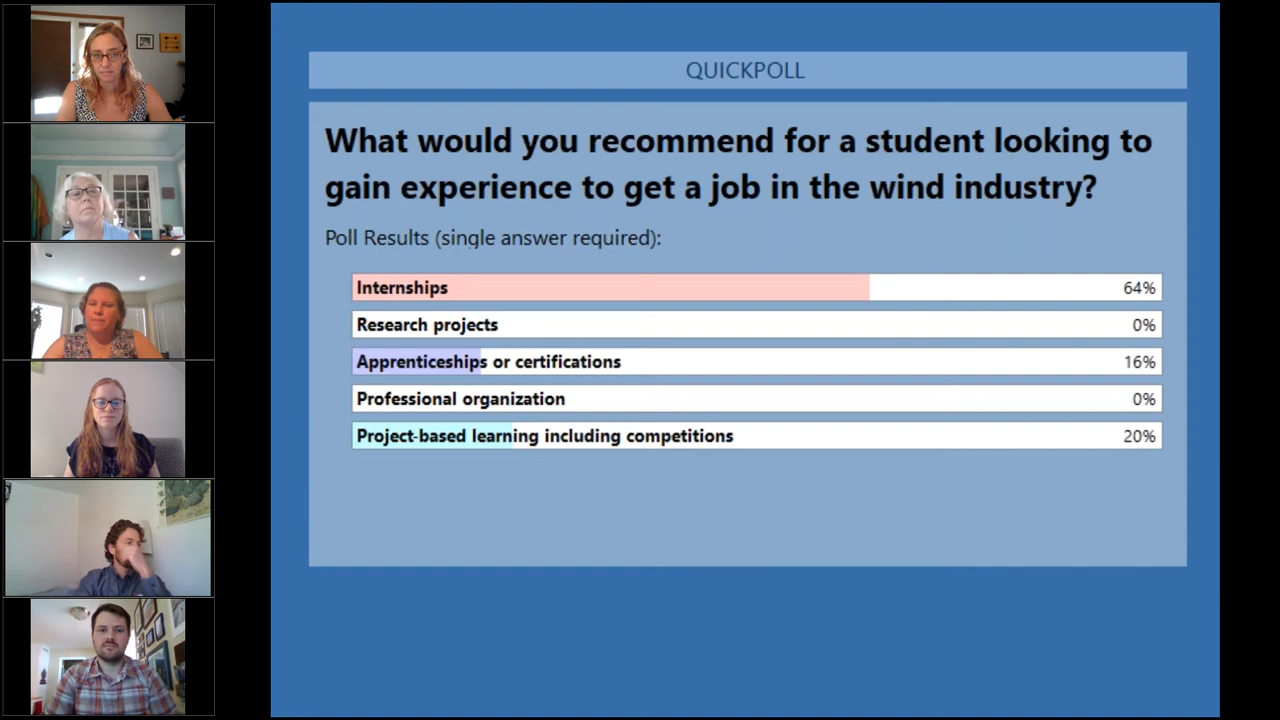 QUICKPOLL
What would you recommend for a student looking to
gain experience to get a job in the wind industry?
Poll Results (single answer required):
Internships 64%
Research projects 0%
Apprenticeships or certifications 16%
Professional organization 0%
Project-based learning including competitions 20%